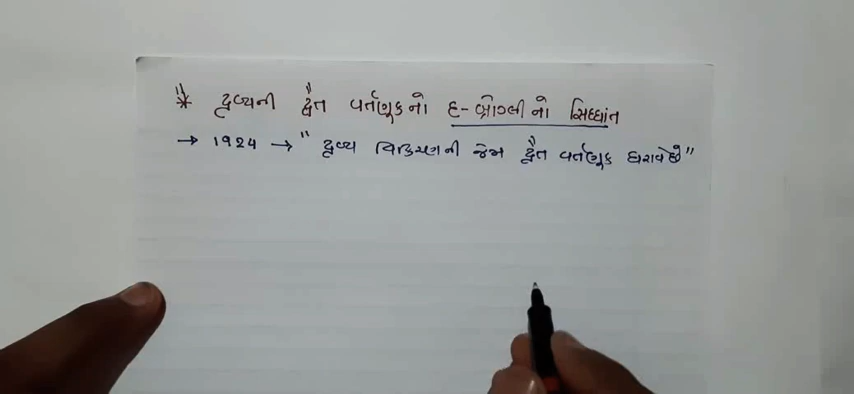 * દ્રવ્યની દ્વૈત વર્તણૂકનો દ-બ્રોગ્લીનો સિધ્ધાંત
→ 1924 → " દ્રવ્ય વિકિરણની જેમ દ્વૈત વર્તણૂક ધરાવે છે"